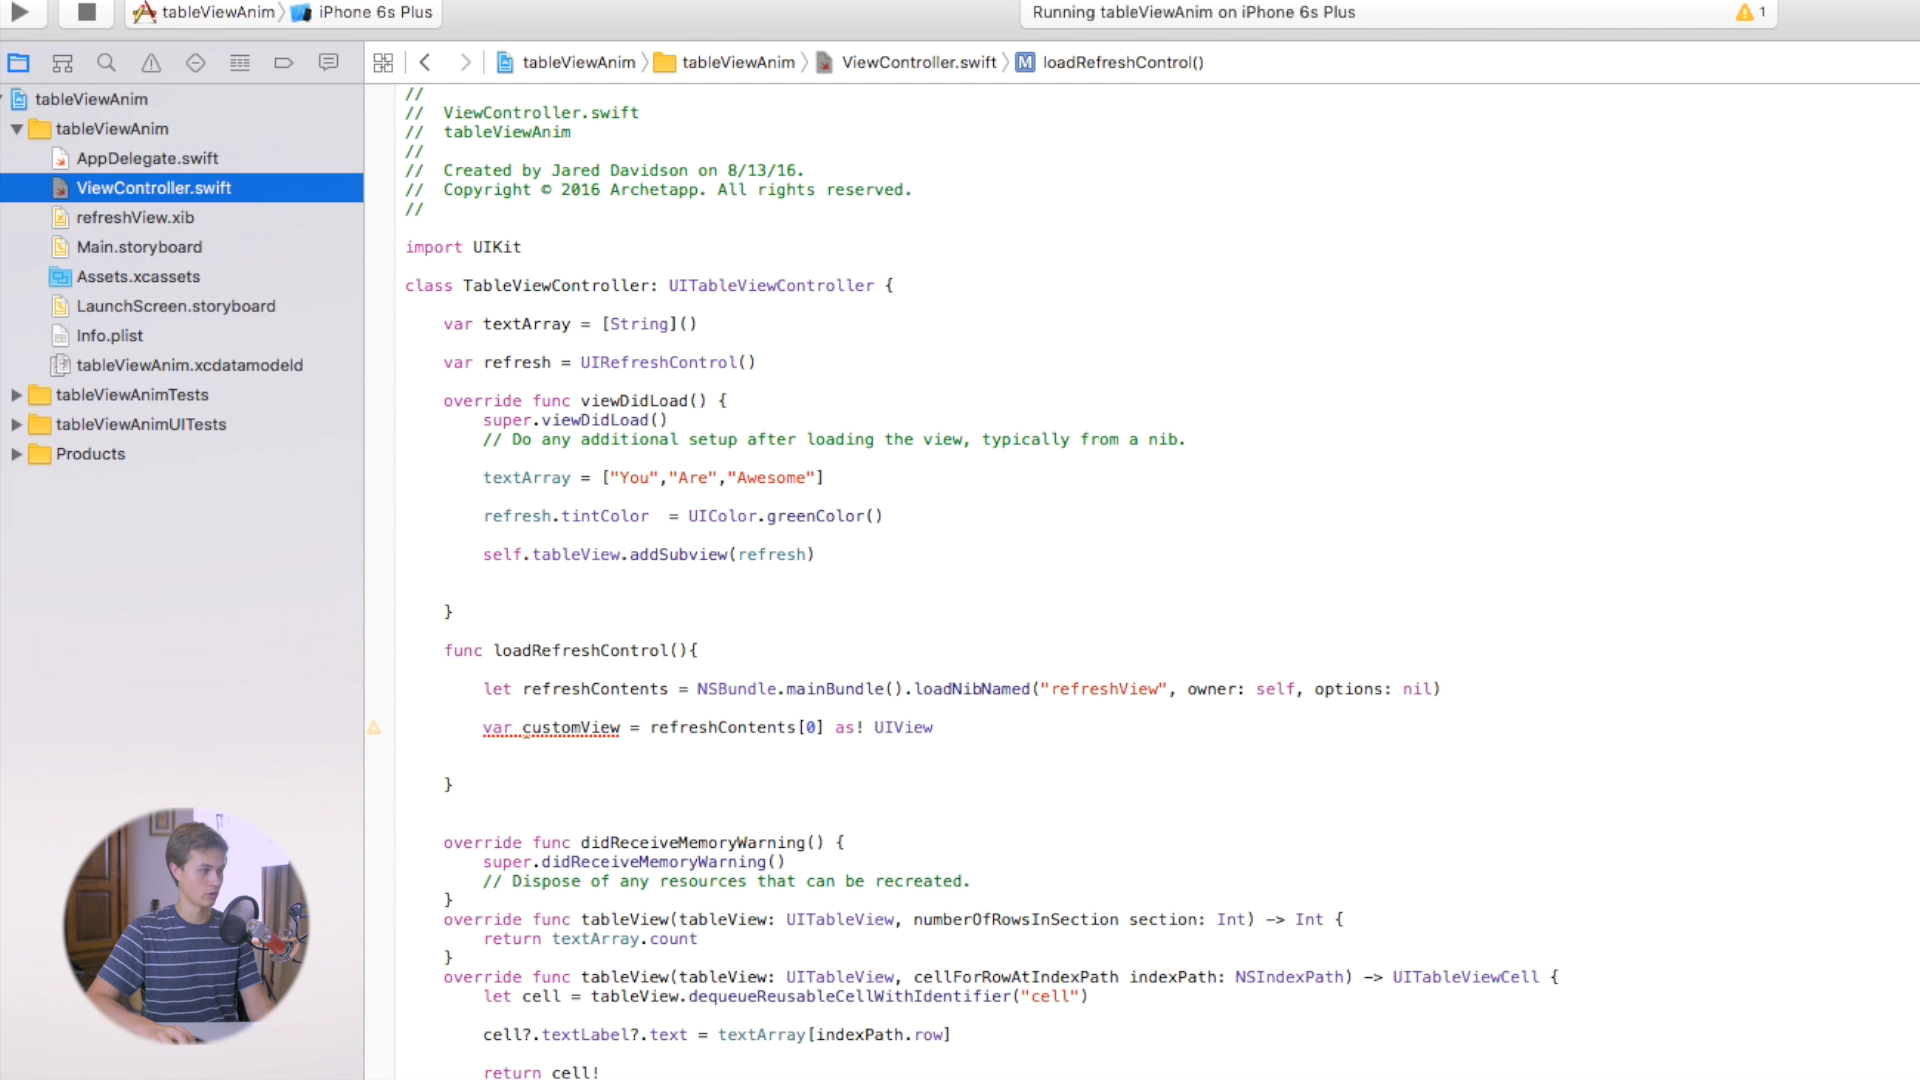 tableViewAnim iPhone 6s Plus
Running tableViewAnim on iPhone 6s Plus
1
tableViewAnim tableViewAnim ViewController.swift M loadRefreshControl()
tableViewAnim
tableViewAnim
AppDelegate.swift
ViewController.swift
refreshView.xib
Main.storyboard
Assets.xcassets
LaunchScreen.storyboard
Info.plist
tableViewAnim.xcdatamodeld
tableViewAnimTests
tableViewAnimUITests
Products
//
//  ViewController.swift
//  tableViewAnim
//
//  Created by Jared Davidson on 8/13/16.
//  Copyright © 2016 Archetapp. All rights reserved.
//
import UIKit
class TableViewController: UITableViewController {
var textArray = [String]()
var refresh = UIRefreshControl()
override func viewDidLoad() {
super.viewDidLoad()
// Do any additional setup after loading the view, typically from a nib.
textArray = ["You","Are","Awesome"]
refresh.tintColor  = UIColor.greenColor()
self.tableView.addSubview(refresh)
}
func loadRefreshControl(){
let refreshContents = NSBundle.mainBundle().loadNibNamed("refreshView", owner: self, options: nil)
var customView = refreshContents[0] as! UIView
}
override func didReceiveMemoryWarning() {
super.didReceiveMemoryWarning()
// Dispose of any resources that can be recreated.
}
override func tableView(tableView: UITableView, numberOfRowsInSection section: Int) -> Int {
return textArray.count
}
override func tableView(tableView: UITableView, cellForRowAtIndexPath indexPath: NSIndexPath) -> UITableViewCell {
let cell = tableView.dequeueReusableCellWithIdentifier("cell")
cell?.textLabel?.text = textArray[indexPath.row]
return cell!